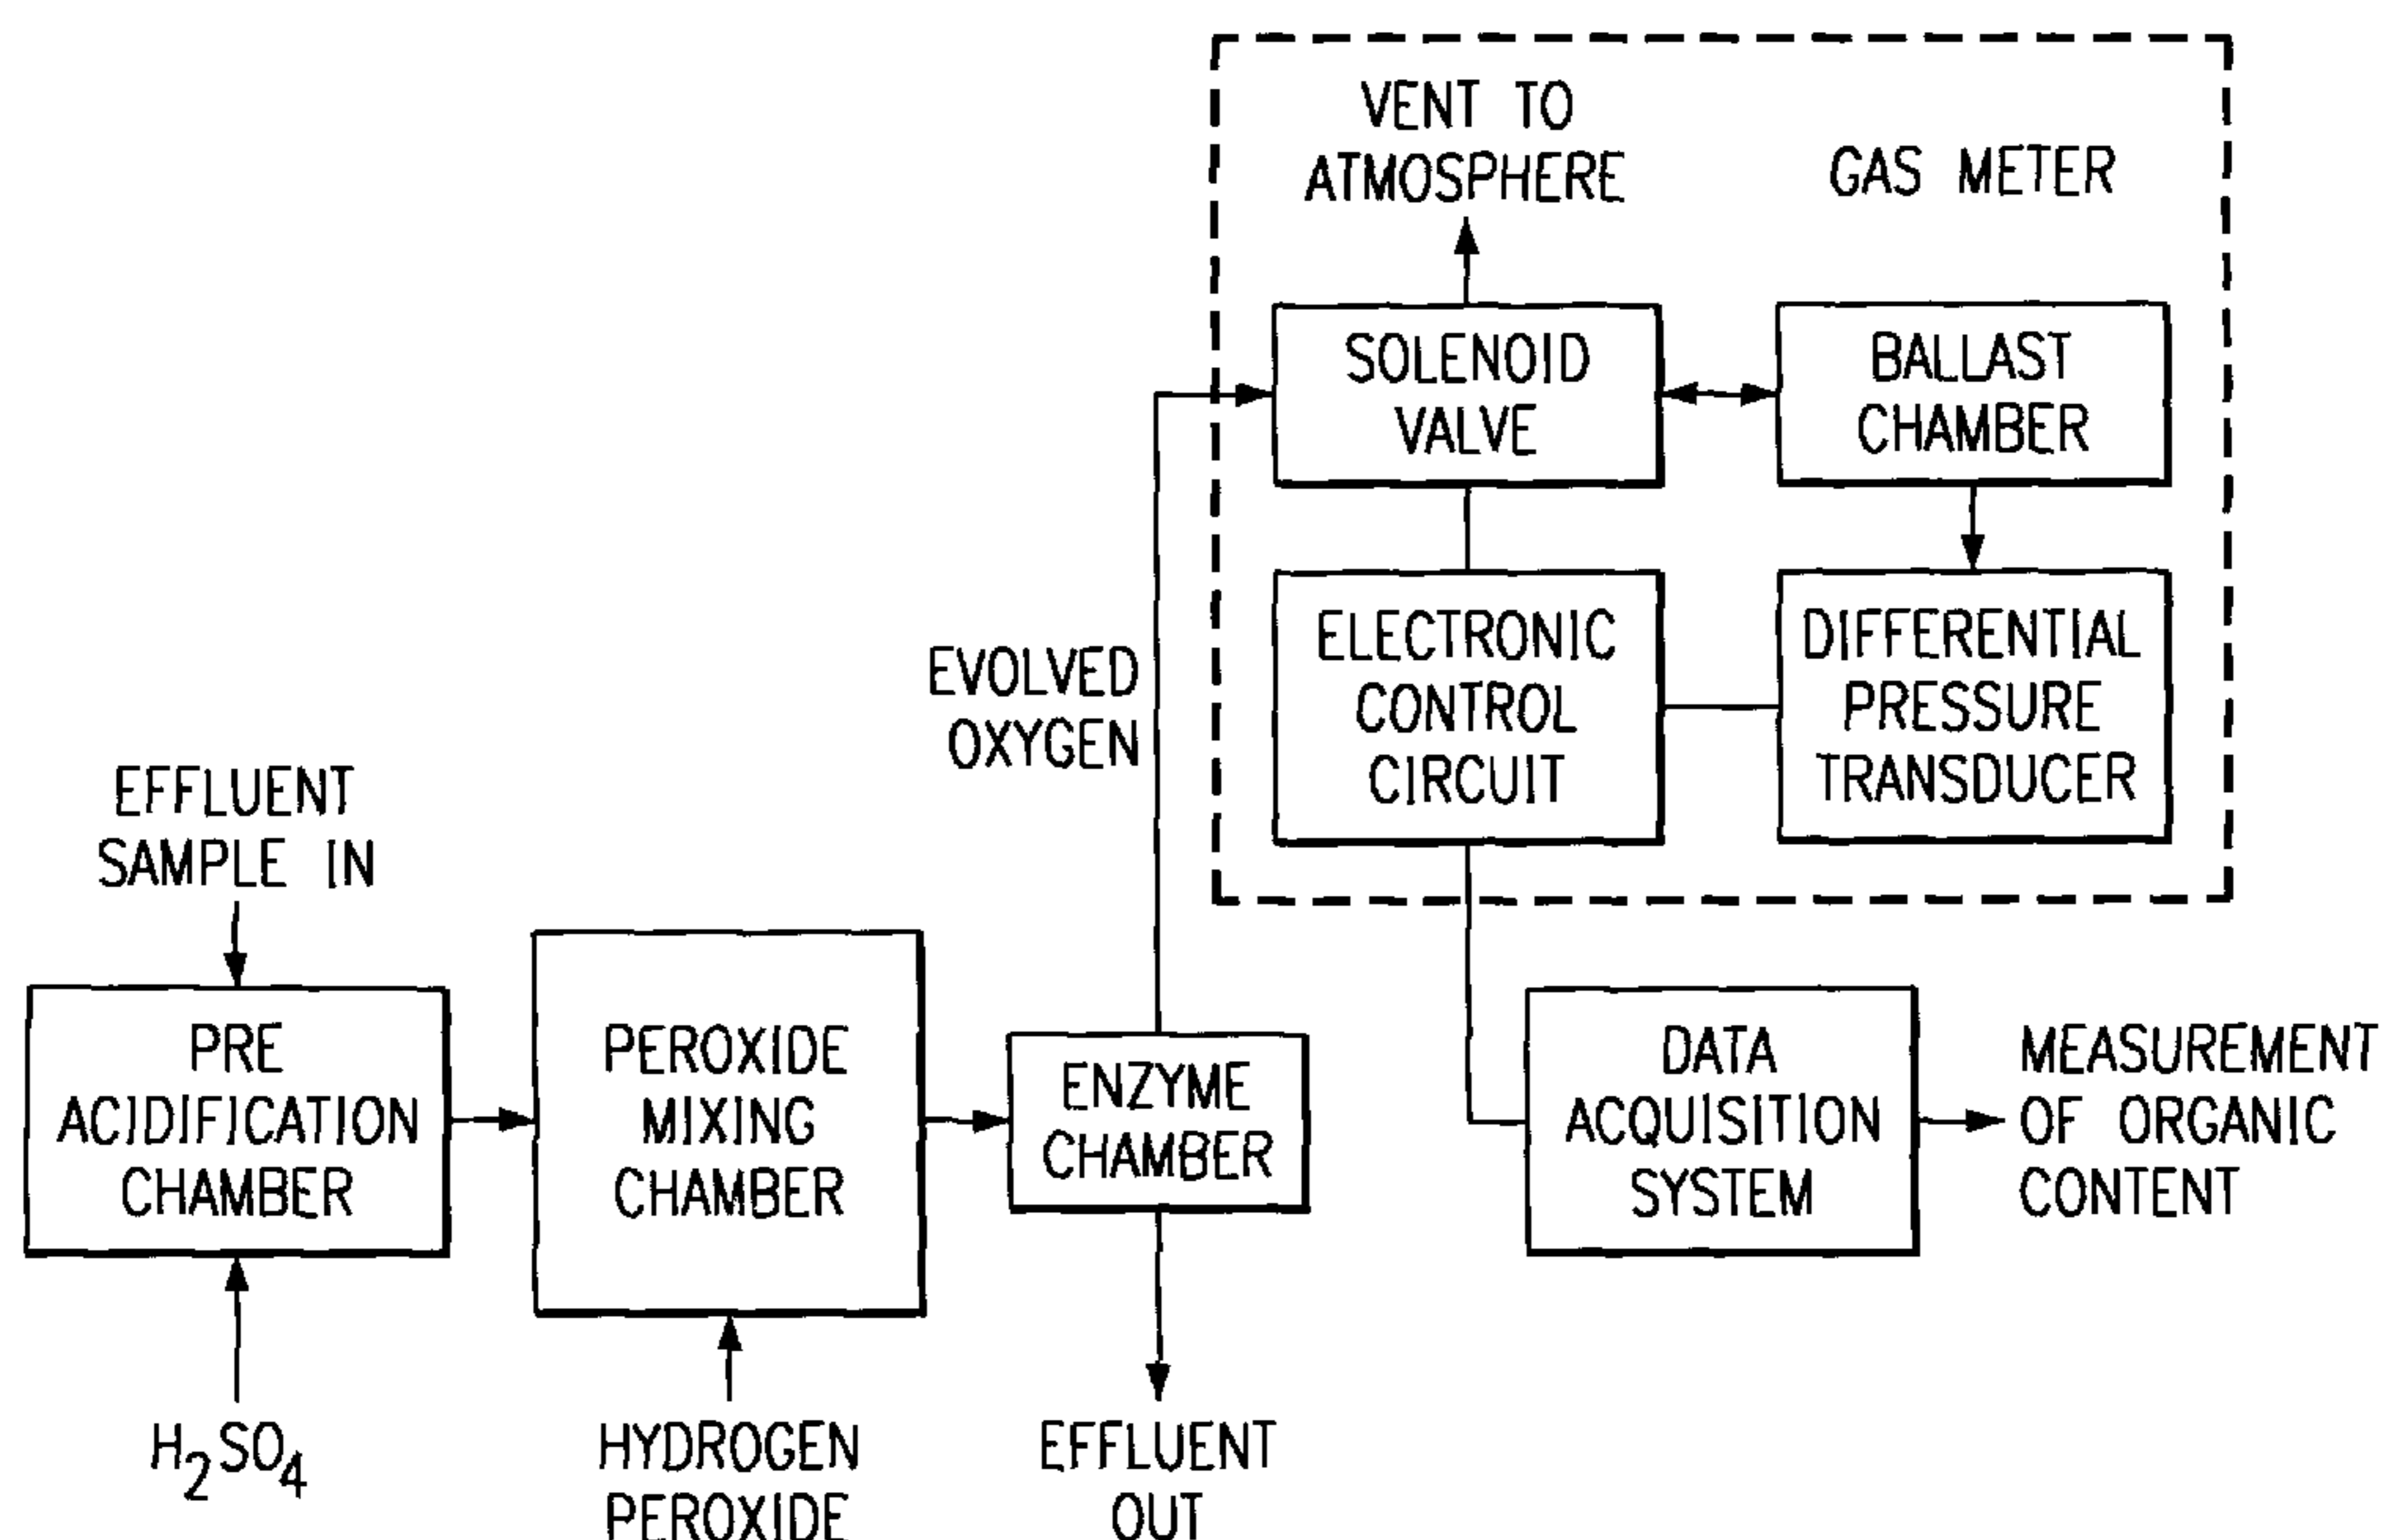 VENT TO
ATMOSPHERE
GAS METER
SOLENOID
VALVE
BALLAST
CHAMBER
ELECTRONIC
CONTROL
CIRCUIT
DIFFERENTIAL
PRESSURE
TRANSDUCER
EVOLVED
OXYGEN
EFFLUENT
SAMPLE IN
PRE
ACIDIFICATION
CHAMBER
PEROXIDE
MIXING
CHAMBER
ENZYME
CHAMBER
DATA
ACQUISITION
SYSTEM
MEASUREMENT
OF ORGANIC
CONTENT
H₂SO₄
HYDROGEN
PEROXIDE
EFFLUENT
OUT